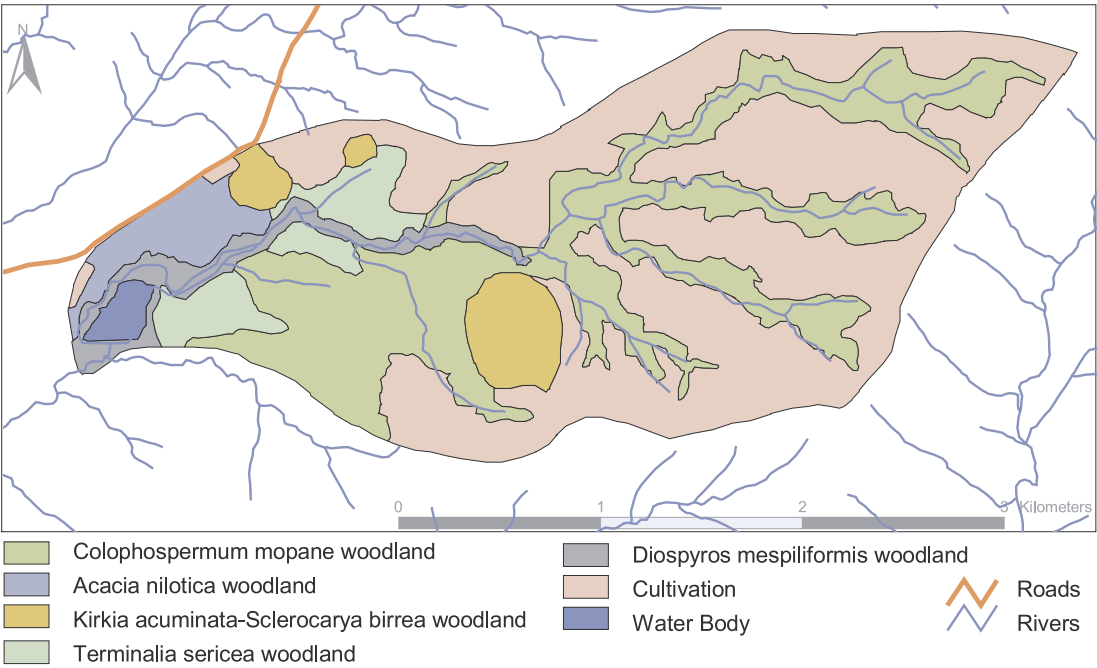 N
0 1 2 3 Kilometers
Colophospermum mopane woodland
Acacia nilotica woodland
Kirkia acuminata-Sclerocarya birrea woodland
Terminalia sericea woodland
Diospyros mespiliformis woodland
Cultivation
Water Body
Roads
Rivers